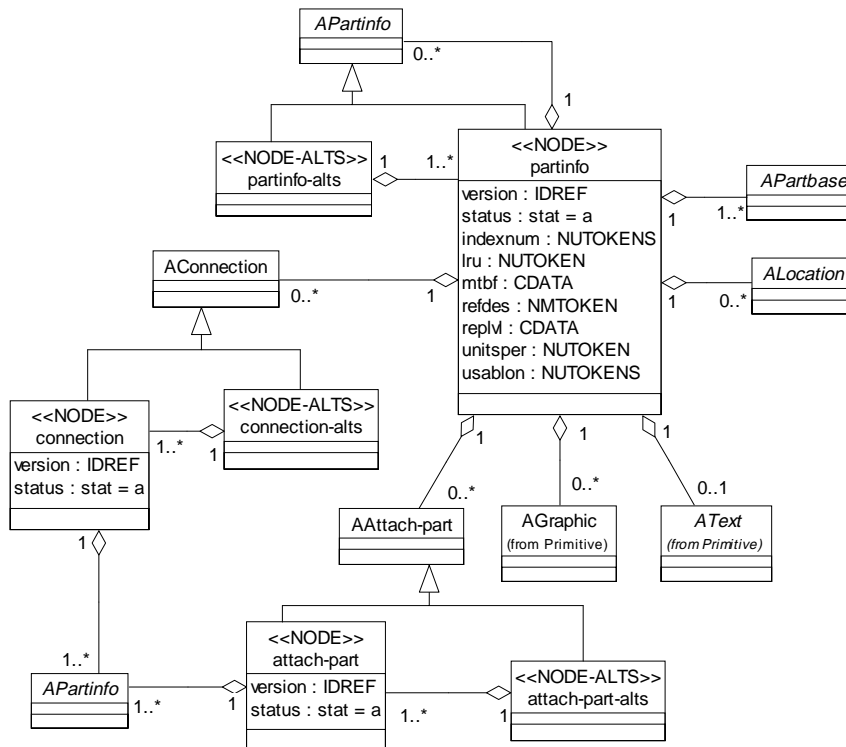 APartinfo
0..*
1
<<NODE-ALTS>>
partinfo-alts
1
1..*
<<NODE>>
partinfo
version : IDREF
status : stat = a
indexnum : NUTOKENS
lru : NUTOKEN
mtbf : CDATA
refdes : NMTOKEN
replvl : CDATA
unitsper : NUTOKEN
usablon : NUTOKENS
1
APartbase
1..*
1
ALocation
0..*
AConnection
0..*
1
<<NODE>>
connection
version : IDREF
status : stat = a
1..*
1
<<NODE-ALTS>>
connection-alts
1
1
1
1
0..*
0..*
0..1
AAttach-part
AGraphic
(from Primitive)
AText
(from Primitive)
1..*
APartinfo
1..*
1
<<NODE>>
attach-part
version : IDREF
status : stat = a
1..*
1
<<NODE-ALTS>>
attach-part-alts